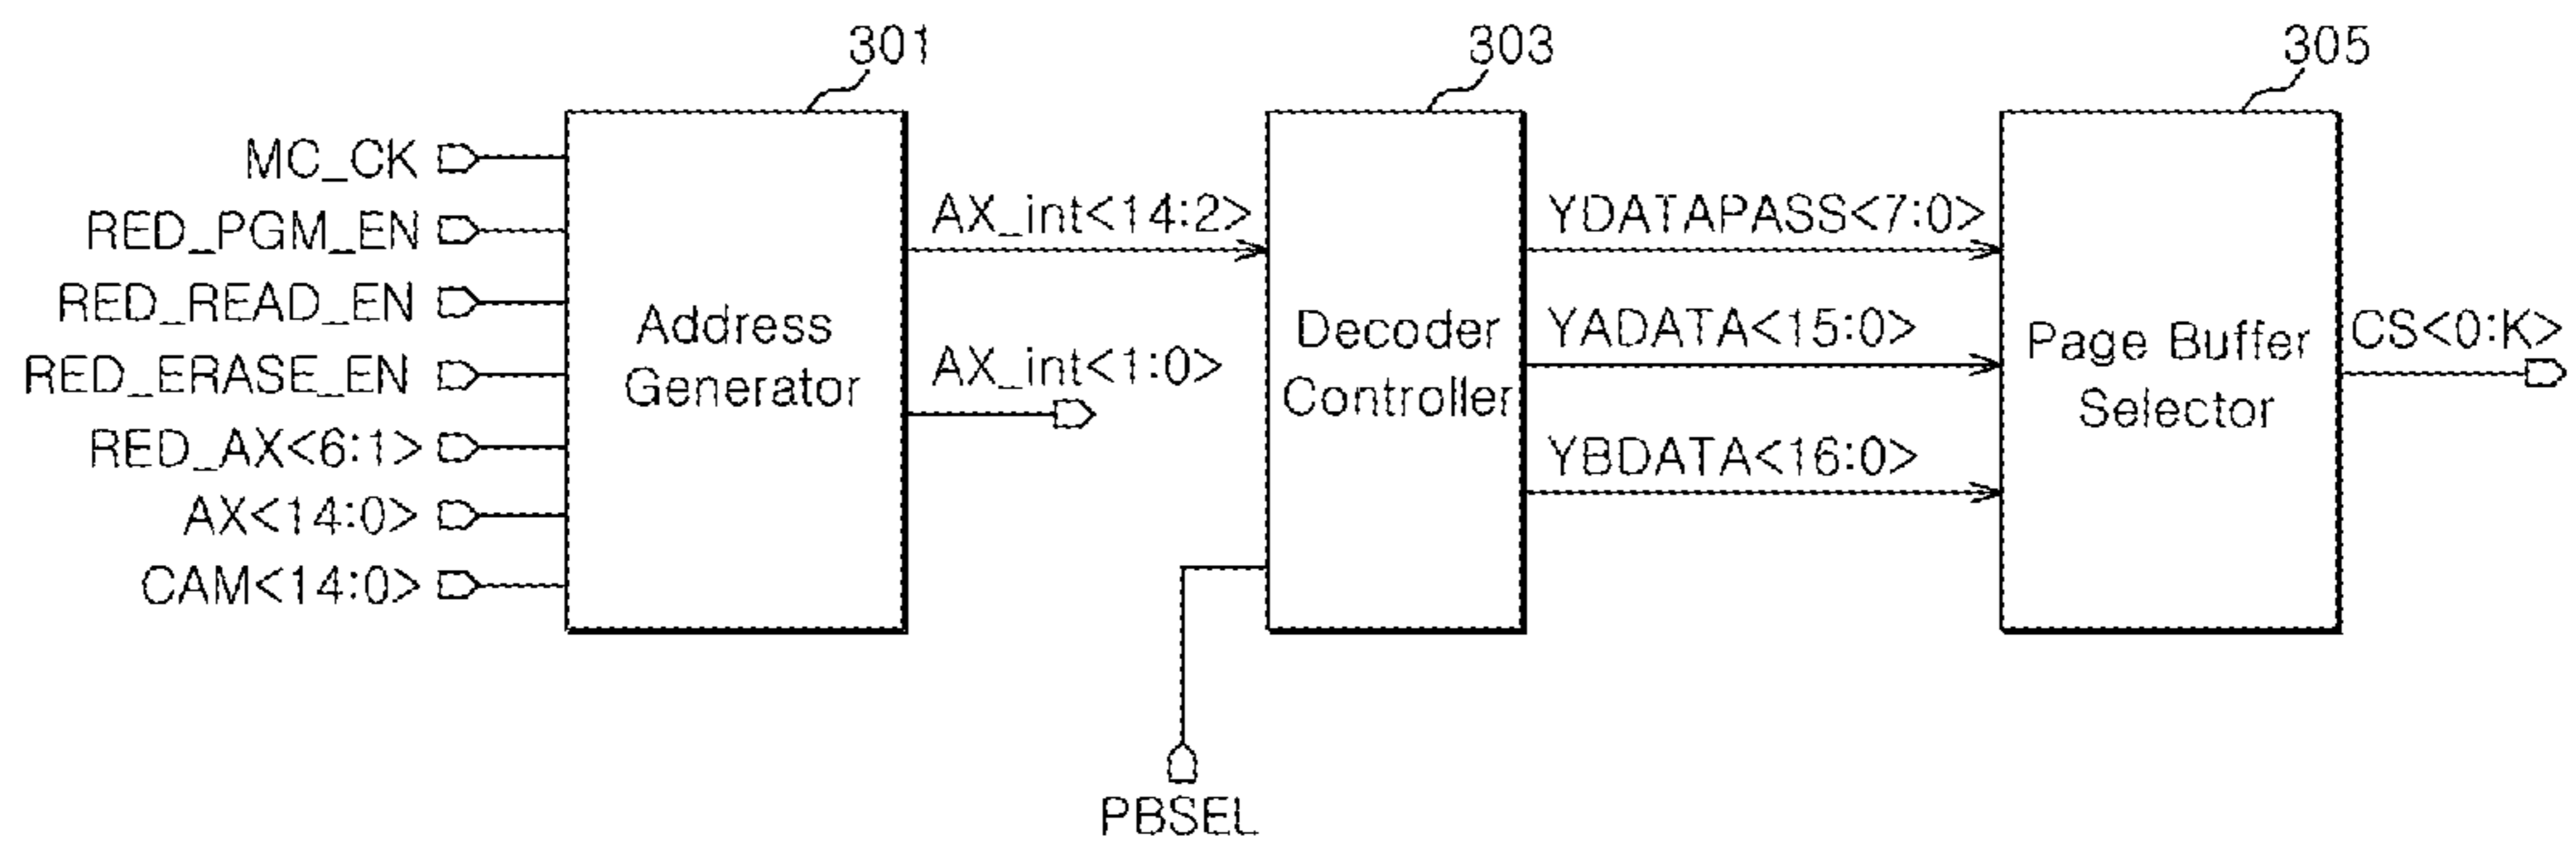 301
303
305
MC_CK
RED_PGM_EN
RED_READ_EN
RED_ERASE_EN
RED_AX<6:1>
AX<14:0>
CAM<14:0>
Address
Generator
AX_int<14:2>
AX_int<1:0>
PBSEL
Decoder
Controller
YDATAPASS<7:0>
YADATA<15:0>
YBDATA<16:0>
Page Buffer
Selector
CS<0:K>